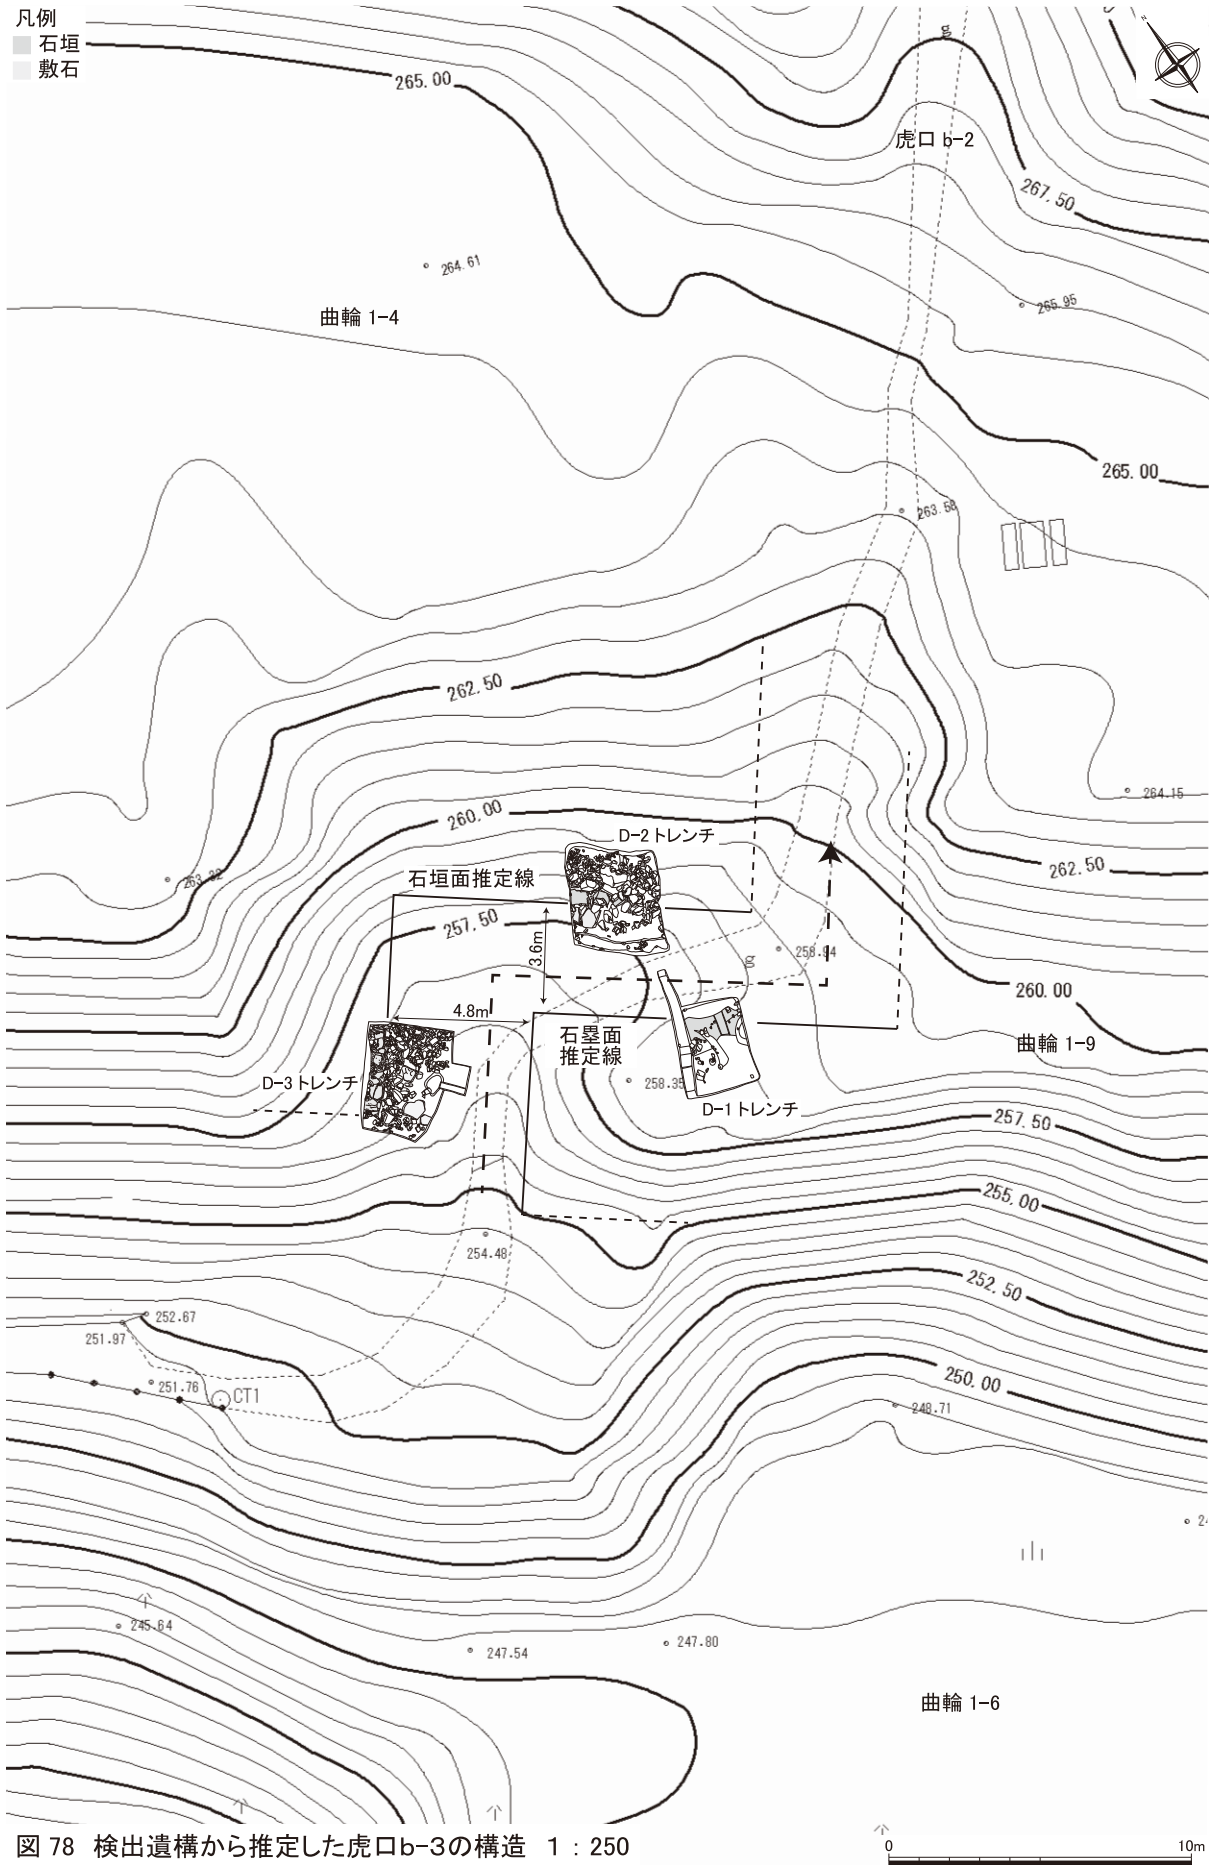 凡例
石垣
敷石
N
265.00
g
虎口 b-2
267.50
264.61
曲輪 1-4
265.95
265.00
263.58
262.50
264.15
260.00
D-2 トレンチ
262.50
263.32
石垣面推定線
257.50
3.6m
258.94
g
260.00
4.8m
石塁面
推定線
曲輪 1-9
D-3 トレンチ
258.35
D-1 トレンチ
257.50
255.00
254.48
252.50
252.67
251.97
251.76
CT1
250.00
248.71
245.64
247.54
247.80
曲輪 1-6
図 78 検出遺構から推定した虎口b-3の構造 1：250
0 10m